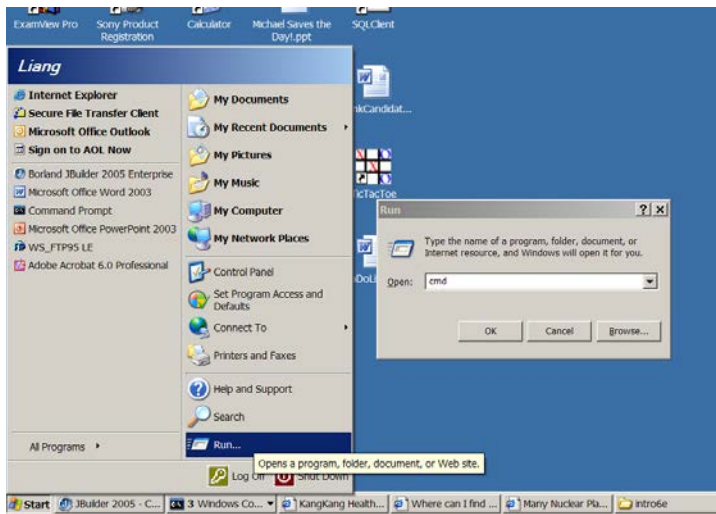 ExamView Pro
Sony Product
Registration
Calculator
Michael Saves the
Day!.ppt
SQLClient
Liang
Internet Explorer
Secure File Transfer Client
Microsoft Office Outlook
Sign on to AOL Now
Borland JBuilder 2005 Enterprise
Microsoft Office Word 2003
Command Prompt
Microsoft Office PowerPoint 2003
WS_FTP95 LE
Adobe Acrobat 6.0 Professional
All Programs
My Documents
My Recent Documents
My Pictures
My Music
My Computer
My Network Places
Control Panel
Set Program Access and
Defaults
Connect To
Printers and Faxes
Help and Support
Search
Run...
Opens a program, folder, document, or Web site.
Log Off
Shut Down
nkCandidat...
TicTacToe
Run
Type the name of a program, folder, document, or
Internet resource, and Windows will open it for you.
Open:
cmd
OK
Cancel
Browse...
Start
JBuilder 2005 - C...
3 Windows Co...
KangKang Health...
Where can I find ...
Many Nuclear Pla...
intro6e